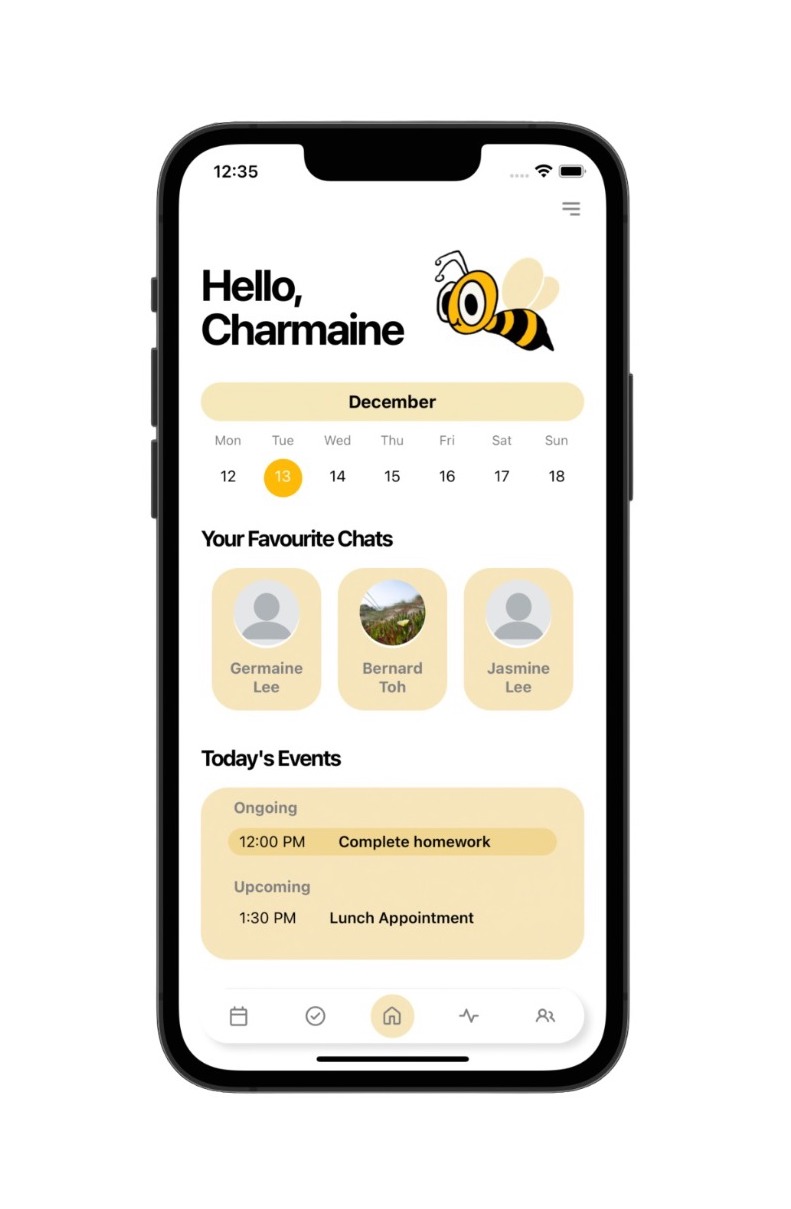 12:35
Hello,
Charmaine
December
Mon Tue Wed Thu Fri Sat Sun
12 13 14 15 16 17 18
Your Favourite Chats
Germaine Bernard Jasmine
Lee Toh Lee
Today's Events
Ongoing
12:00 PM Complete homework
Upcoming
1:30 PM Lunch Appointment